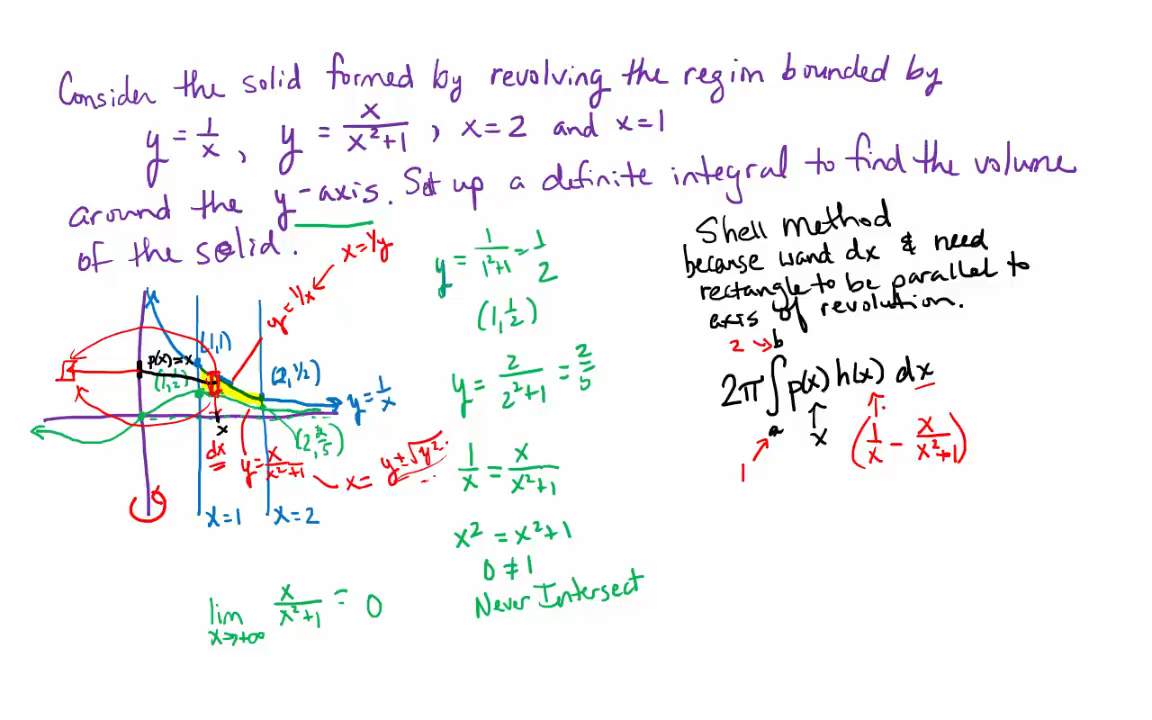 Consider the solid formed by revolving the region bounded by
y = 1/x , y = x/(x²+1) , x=2 and x=1
around the y-axis. Set up a definite integral to find the volume
of the solid.
x=1/y
y=1/x
(1,1)
p(x)=x
(1,1/2)
(2,1/2)
y=1/x
x
x
(2,2/5)
dx
y=x/(x²+1)
x=
x=1
x=2
lim x→+∞ x/(x²+1) = 0
y = 1/(1²+1) = 1/2
(1,1/2)
y = 2/(2²+1) = 2/5
1/x = x/(x²+1)
x² = x²+1
0 ≠ 1
Never Intersect
Shell Method
because wand dx & need
rectangle to be parallel to
axis of revolution.
2 → b
2π ∫ p(x) h(x) dx
a
x
(1/x - x/(x²+1))
1